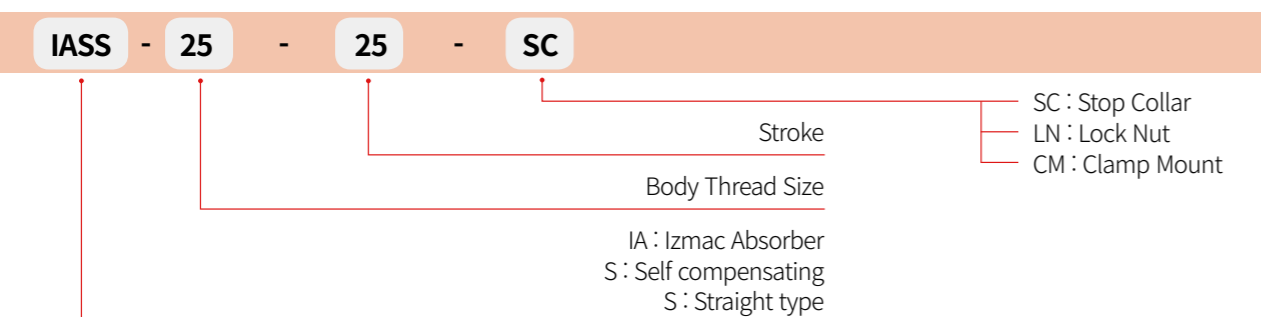 IASS - 25 - 25 - SC
SC : Stop Collar
LN : Lock Nut
CM : Clamp Mount
Stroke
Body Thread Size
IA : Izmac Absorber
S : Self compensating
S : Straight type